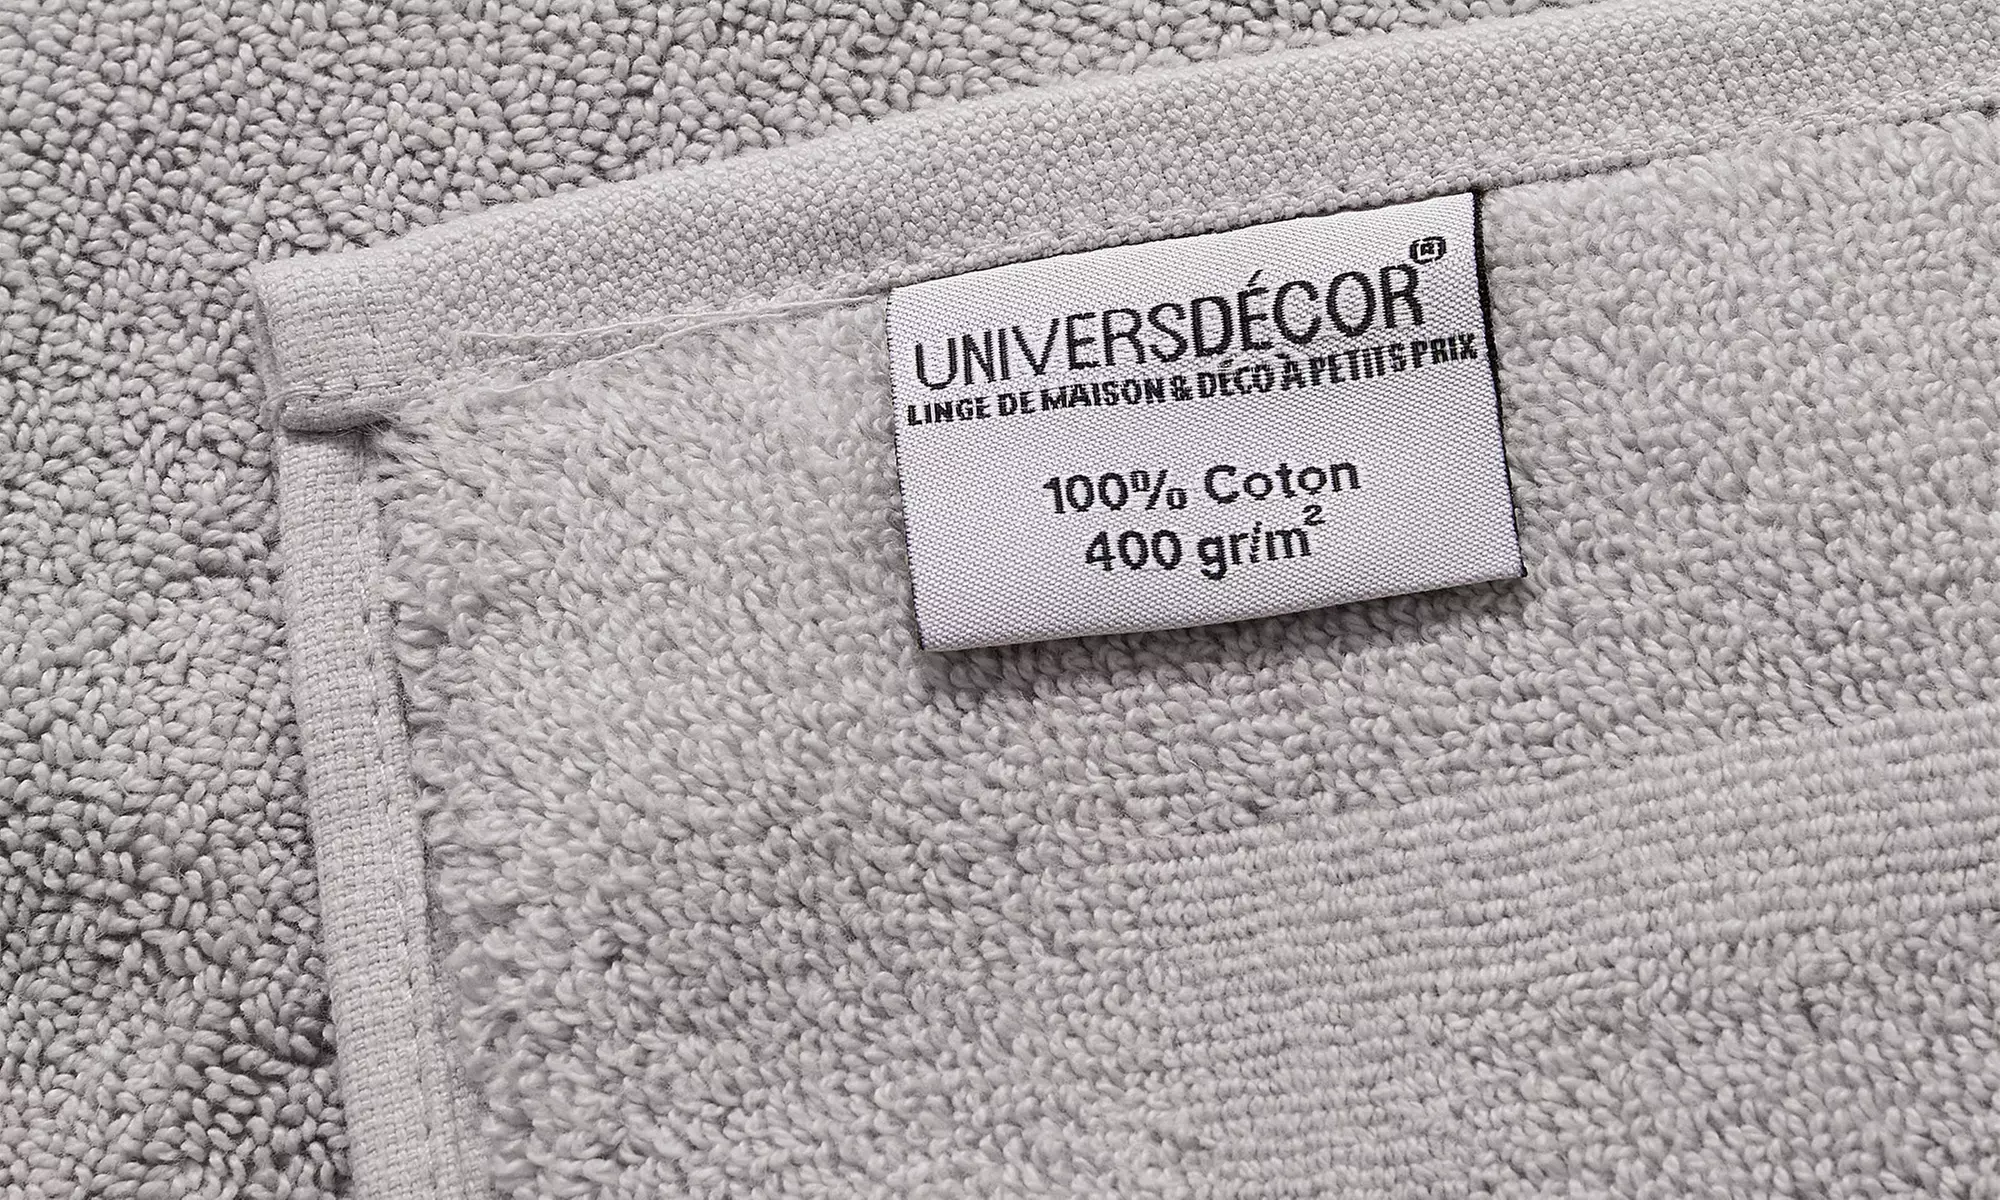 UNIVERSDÉCOR®
LINGE DE MAISON & DÉCO À PETITS PRIX
100% Coton
400 gr/m²